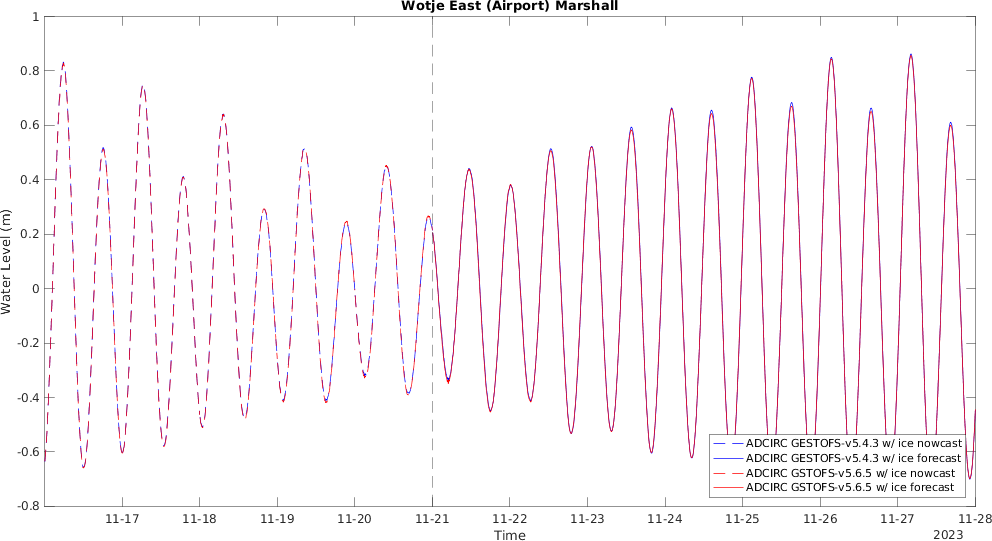 Wotje East (Airport) Marshall
Water Level (m)
1
0.8
0.6
0.4
0.2
0
-0.2
-0.4
-0.6
-0.8
ADCIRC GESTOFS-v5.4.3 w/ ice nowcast
ADCIRC GESTOFS-v5.4.3 w/ ice forecast
ADCIRC GSTOFS-v5.6.5 w/ ice nowcast
ADCIRC GSTOFS-v5.6.5 w/ ice forecast
11-17 11-18 11-19 11-20 11-21 11-22 11-23 11-24 11-25 11-26 11-27 11-28
Time
2023